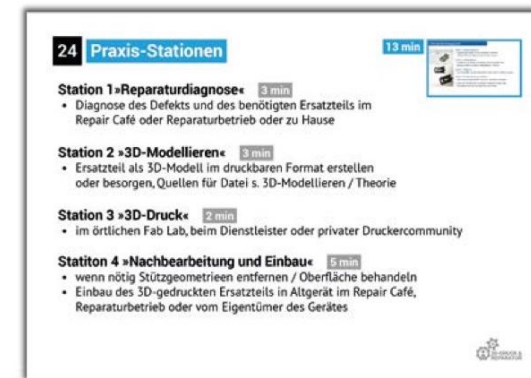 24 Praxis-Stationen 13 min
Station 1 »Reparaturdiagnose« 3 min
• Diagnose des Defekts und des benötigten Ersatzteils im
Repair Café oder Reparaturbetrieb oder zu Hause
Station 2 »3D-Modellieren« 3 min
• Ersatzteil als 3D-Modell im druckbaren Format erstellen
oder besorgen, Quellen für Datei s. 3D-Modellieren / Theorie
Station 3 »3D-Druck« 2 min
• im örtlichen Fab Lab, beim Dienstleister oder privater Druckercommunity
Statiton 4 »Nachbearbeitung und Einbau« 5 min
• wenn nötig Stützgeometrieen entfernen / Oberfläche behandeln
• Einbau des 3D-gedruckten Ersatzteils in Altgerät im Repair Café,
Reparaturbetrieb oder vom Eigentümer des Gerätes
3D-DRUCK &
REPARATUR